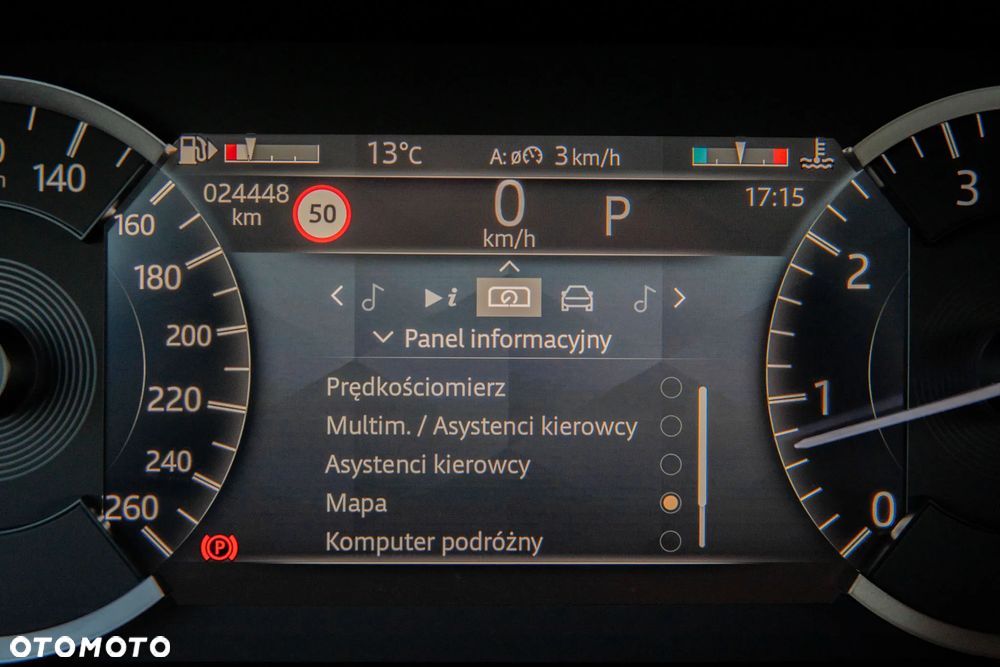 13°C
A:ø 3 km/h
024448
km
50
0
km/h
P
17:15
140
160
180
200
220
240
260
3
2
1
0
i
Panel informacyjny
Prędkościomierz
Multim. / Asystenci kierowcy
Asystenci kierowcy
Mapa
Komputer podróżny
P
OTOMOTO